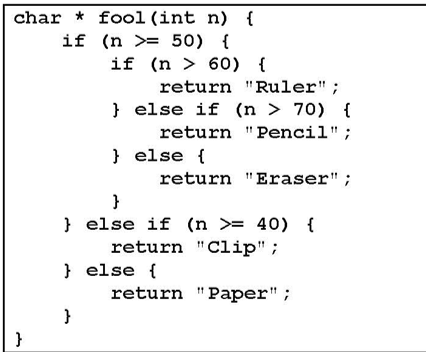 char * fool(int n) {
    if (n >= 50) {
        if (n > 60) {
            return "Ruler";
        } else if (n > 70) {
            return "Pencil";
        } else {
            return "Eraser";
        }
    } else if (n >= 40) {
        return "Clip";
    } else {
        return "Paper";
    }
}